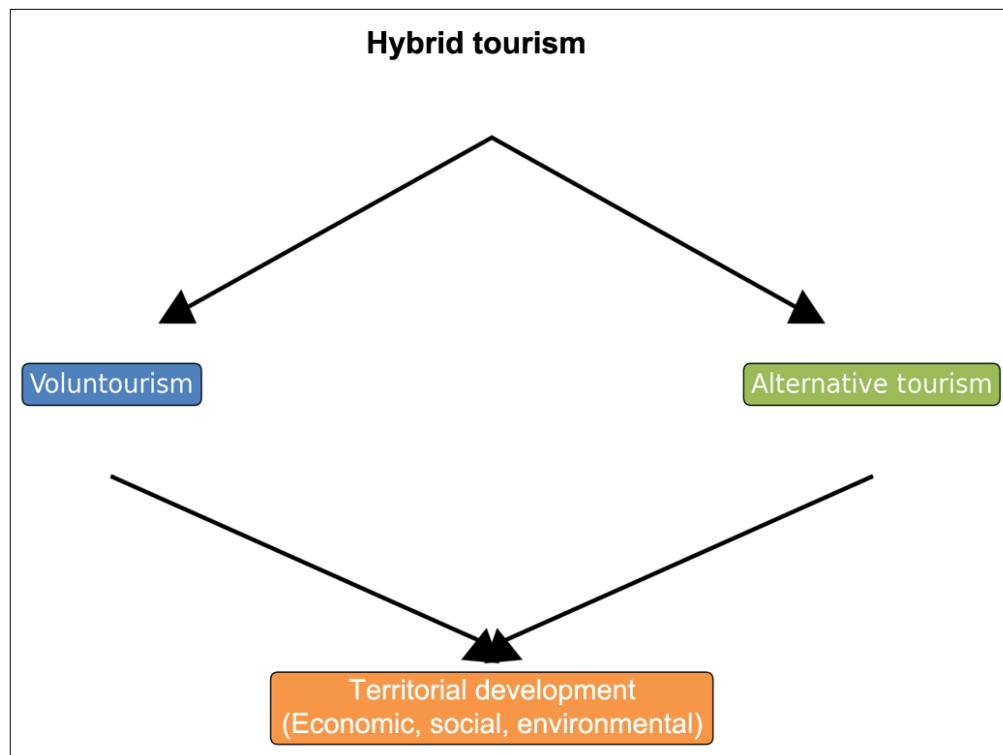 Hybrid tourism
Voluntourism
Alternative tourism
Territorial development
(Economic, social, environmental)